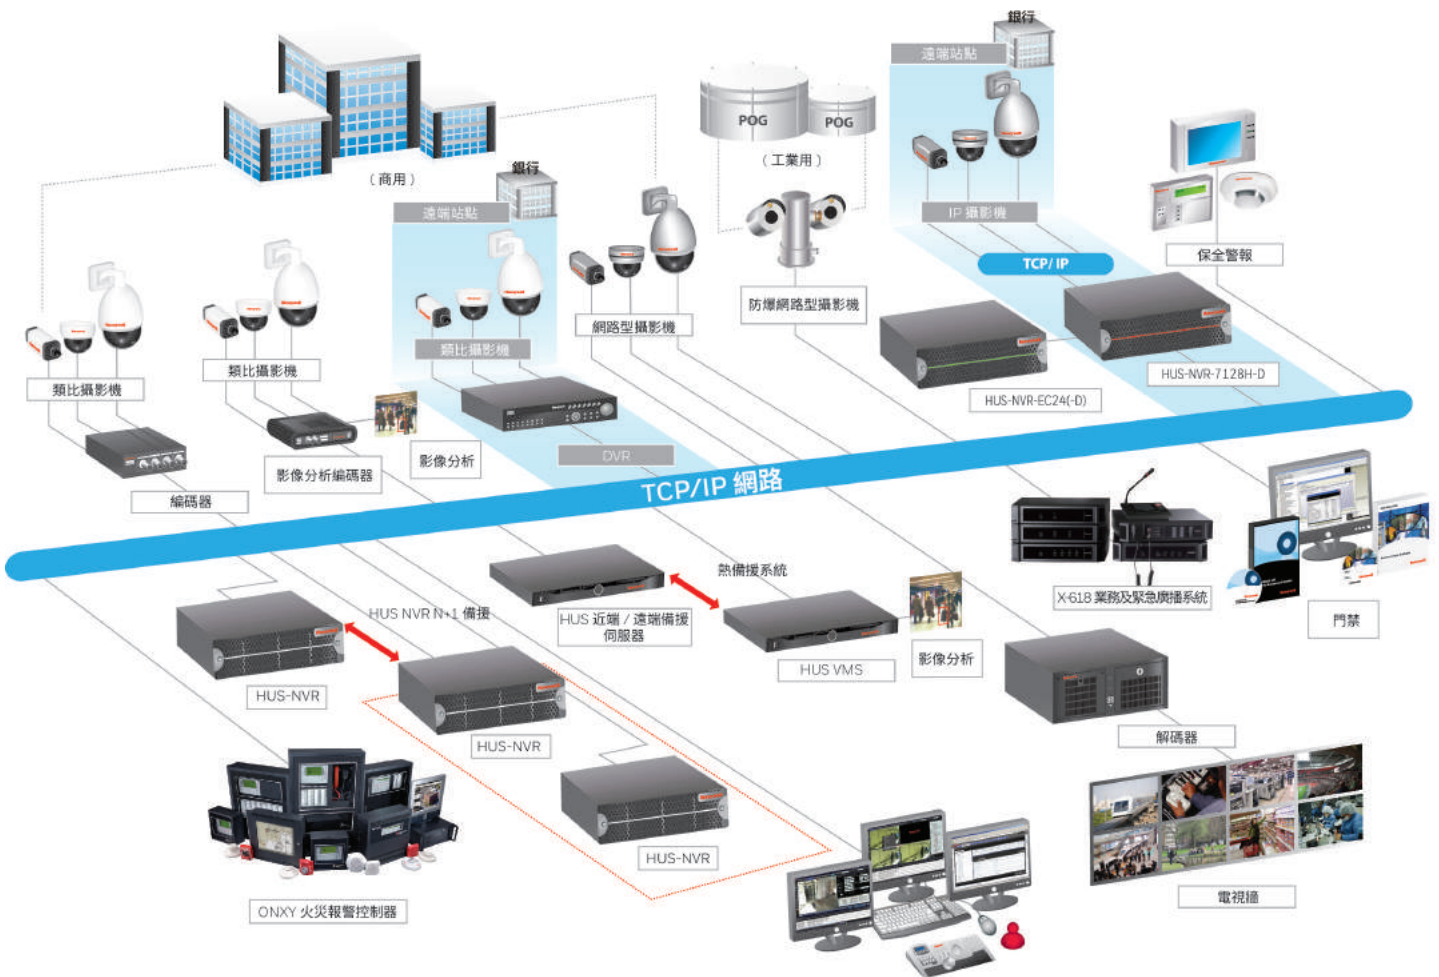 銀行
遠端站點
POG
POG
(工業用)
(商用)
銀行
遠端站點
IP 攝影機
TCP/ IP
保全警報
防爆網路型攝影機
網路型攝影機
類比攝影機
類比攝影機
類比攝影機
HUS-NVR-7128H-D
HUS-NVR-EC24(-D)
影像分析
影像分析編碼器
DVR
編碼器
TCP/IP 網路
熱備援系統
HUS NVR N+1 備援
HUS 近端 / 遠端備援
伺服器
X-618 業務及緊急廣播系統
門禁
HUS VMS
影像分析
HUS-NVR
HUS-NVR
解碼器
HUS-NVR
ONXY 火災報警控制器
電視牆